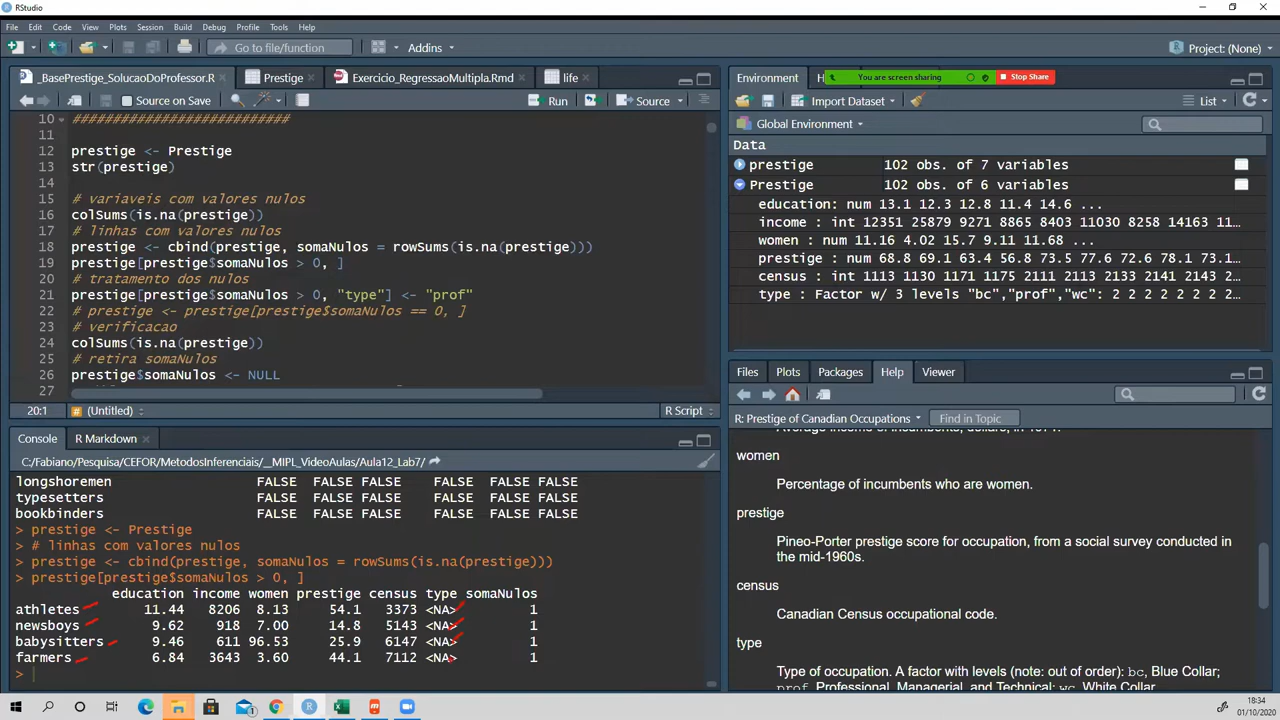 RStudio
File Edit Code View Plots Session Build Debug Profile Tools Help
Go to file/function Addins Project: (None)
_BasePrestige_SolucaoDoProfessor.R Prestige Exercicio_RegressaoMultipla.Rmd life
Source on Save Run Source
10 ###########################
11
12 prestige <- Prestige
13 str(prestige)
14
15 # variaveis com valores nulos
16 colSums(is.na(prestige))
17 # linhas com valores nulos
18 prestige <- cbind(prestige, somaNulos = rowSums(is.na(prestige)))
19 prestige[prestige$somaNulos > 0, ]
20 # tratamento dos nulos
21 prestige[prestige$somaNulos > 0, "type"] <- "prof"
22 # prestige <- prestige[prestige$somaNulos == 0, ]
23 # verificacao
24 colSums(is.na(prestige))
25 # retira somaNulos
26 prestige$somaNulos <- NULL
27
20:1 (Untitled) R Script
Console R Markdown
C:/Fabiano/Pesquisa/CEFOR/MetodosInferenciais/__MIPL_VideoAulas/Aula12_Lab7/
longshoremen FALSE FALSE FALSE FALSE FALSE FALSE
typesetters FALSE FALSE FALSE FALSE FALSE FALSE
bookbinders FALSE FALSE FALSE FALSE FALSE FALSE
> prestige <- Prestige
> # linhas com valores nulos
> prestige <- cbind(prestige, somaNulos = rowSums(is.na(prestige)))
> prestige[prestige$somaNulos > 0, ]
education income women prestige census type somaNulos
athletes 11.44 8206 8.13 54.1 3373 <NA> 1
newsboys 9.62 918 7.00 14.8 5143 <NA> 1
babysitters 9.46 611 96.53 25.9 6147 <NA> 1
farmers 6.84 3643 3.60 44.1 7112 <NA> 1
>
Environment H You are screen sharing Stop Share
Import Dataset List
Global Environment
Data
prestige 102 obs. of 7 variables
Prestige 102 obs. of 6 variables
education: num 13.1 12.3 12.8 11.4 14.6 ...
income : int 12351 25879 9271 8865 8403 11030 8258 14163 11...
women : num 11.16 4.02 15.7 9.11 11.68 ...
prestige : num 68.8 69.1 63.4 56.8 73.5 77.6 72.6 78.1 73.1...
census : int 1113 1130 1171 1175 2111 2113 2133 2141 2143 2...
type : Factor w/ 3 levels "bc","prof","wc": 2 2 2 2 2 2 2 2...
Files Plots Packages Help Viewer
R: Prestige of Canadian Occupations Find in Topic
Average income of incumbents, dollars, in 1971.
women
Percentage of incumbents who are women.
prestige
Pineo-Porter prestige score for occupation, from a social survey conducted in
the mid-1960s.
census
Canadian Census occupational code.
type
Type of occupation. A factor with levels (note: out of order): bc, Blue Collar;
prof, Professional, Managerial, and Technical; wc, White Collar.
18:34
01/10/2020